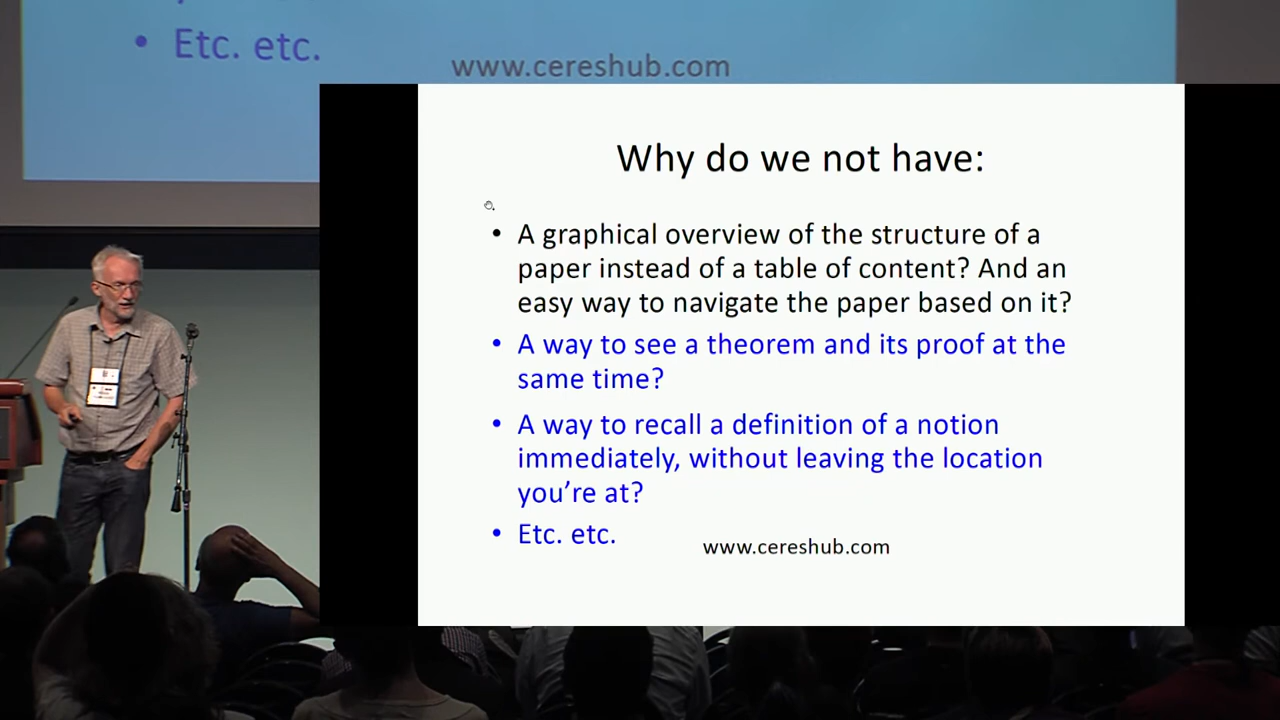 • Etc. etc.
www.cereshub.com
Why do we not have:
• A graphical overview of the structure of a
paper instead of a table of content? And an
easy way to navigate the paper based on it?
• A way to see a theorem and its proof at the
same time?
• A way to recall a definition of a notion
immediately, without leaving the location
you’re at?
• Etc. etc.
www.cereshub.com